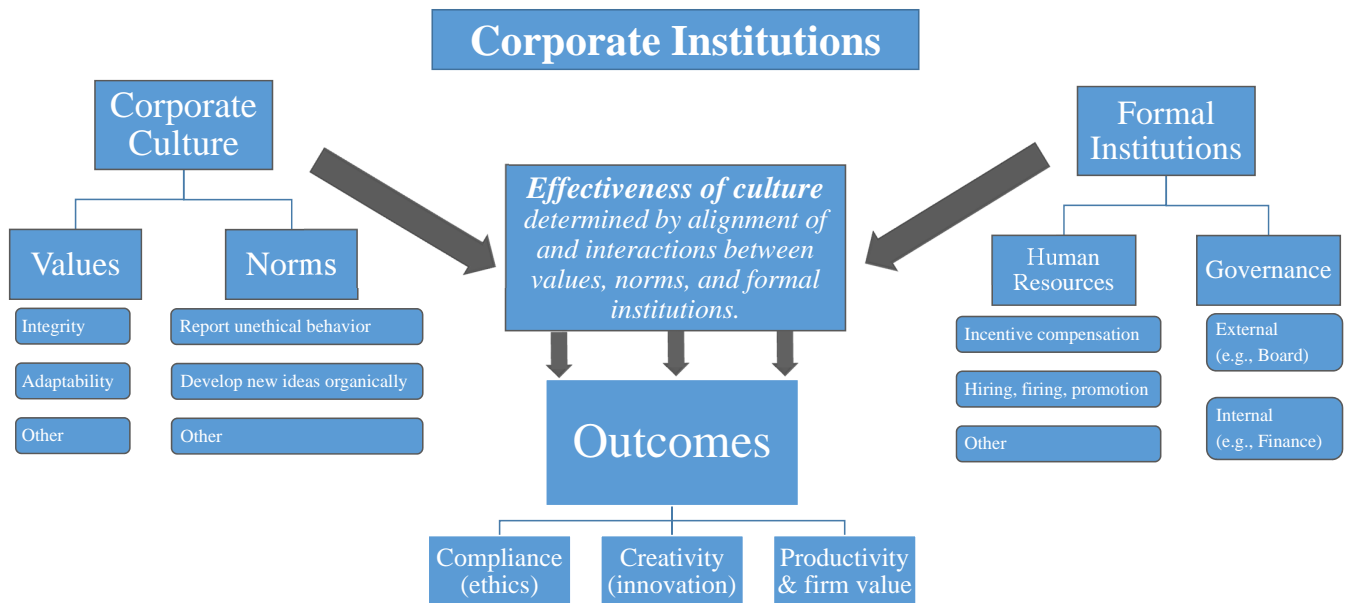 Corporate Institutions
Corporate
Culture
Values
Integrity
Adaptability
Other
Norms
Report unethical behavior
Develop new ideas organically
Other
Effectiveness of culture
determined by alignment of
and interactions between
values, norms, and formal
institutions.
Formal
Institutions
Human
Resources
Incentive compensation
Hiring, firing, promotion
Other
Governance
External
(e.g., Board)
Internal
(e.g., Finance)
Outcomes
Compliance
(ethics)
Creativity
(innovation)
Productivity
& firm value